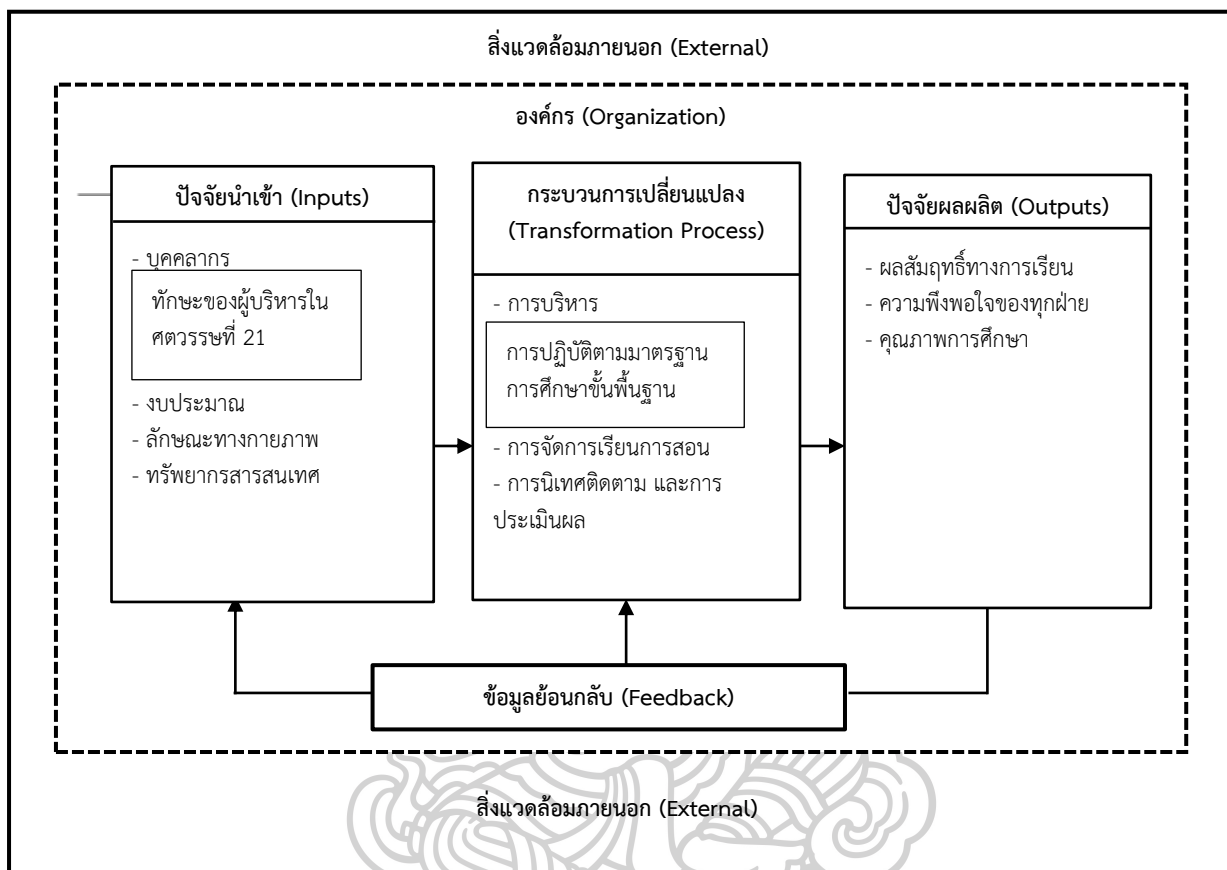 สิ่งแวดล้อมภายนอก (External)
องค์กร (Organization)
ปัจจัยนำเข้า (Inputs)
- บุคคลากร
ทักษะของผู้บริหารใน
ศตวรรษที่ 21
- งบประมาณ
- ลักษณะทางกายภาพ
- ทรัพยากรสารสนเทศ
กระบวนการเปลี่ยนแปลง
(Transformation Process)
- การบริหาร
การปฏิบัติตามมาตรฐาน
การศึกษาขั้นพื้นฐาน
- การจัดการเรียนการสอน
- การนิเทศติดตาม และการ
ประเมินผล
ปัจจัยผลผลิต (Outputs)
- ผลสัมฤทธิ์ทางการเรียน
- ความพึงพอใจของทุกฝ่าย
- คุณภาพการศึกษา
ข้อมูลย้อนกลับ (Feedback)
สิ่งแวดล้อมภายนอก (External)